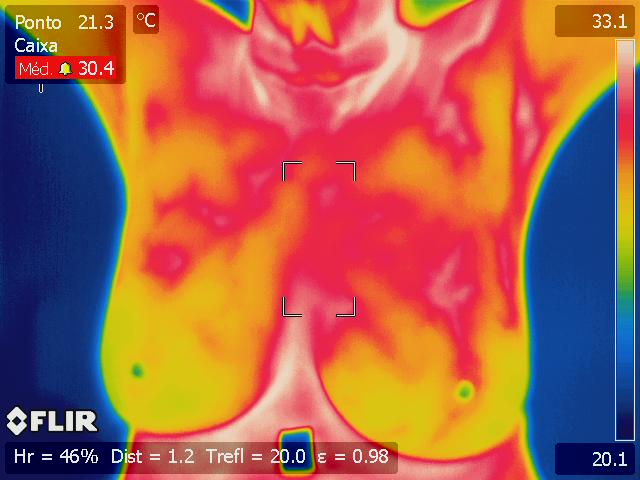 Ponto 21.3 °C
Caixa
Méd. 30.4
33.1
FLIR
Hr = 46% Dist = 1.2 Trefl = 20.0 ε = 0.98
20.1